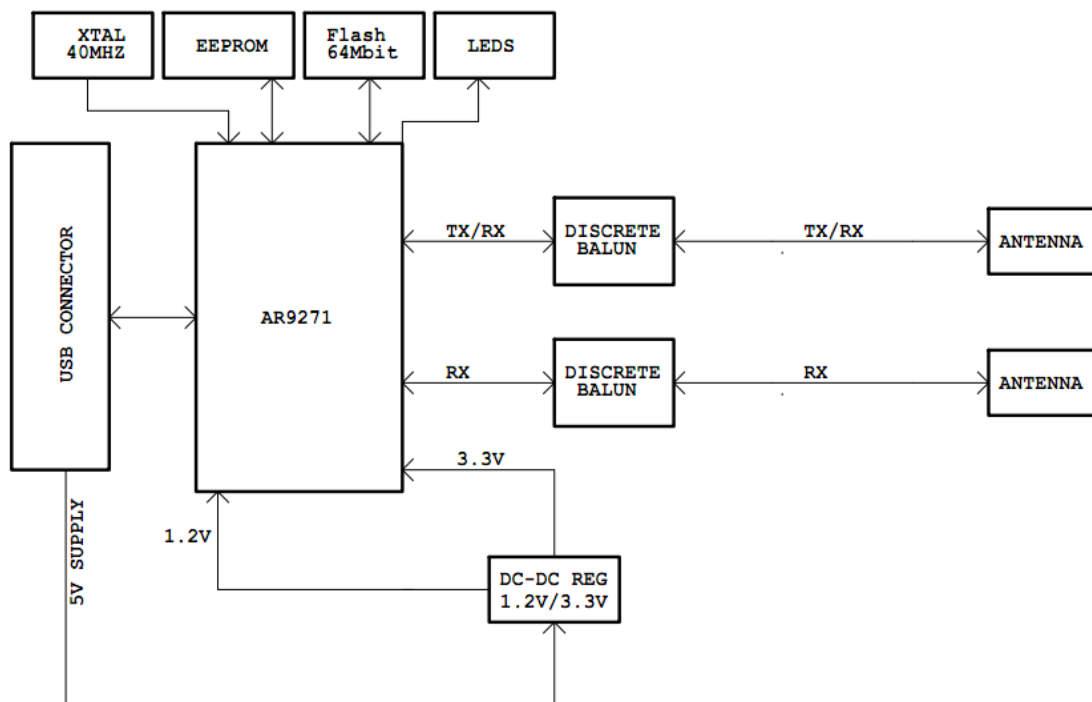 XTAL
40MHZ
EEPROM
Flash
64Mbit
LEDS
USB CONNECTOR
AR9271
TX/RX
DISCRETE
BALUN
TX/RX
ANTENNA
RX
DISCRETE
BALUN
RX
ANTENNA
3.3V
1.2V
5V SUPPLY
DC-DC REG
1.2V/3.3V